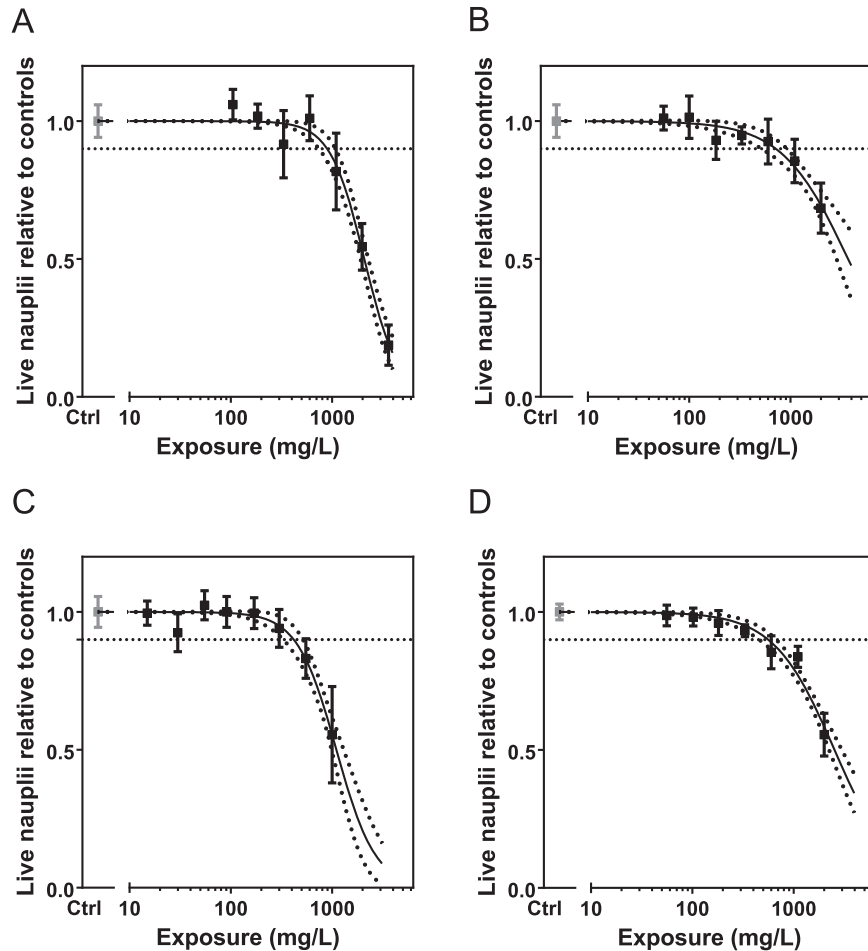 A
Live nauplii relative to controls
1.0
0.5
0.0
Ctrl 10 100 1000
Exposure (mg/L)
B
Live nauplii relative to controls
1.0
0.5
0.0
Ctrl 10 100 1000
Exposure (mg/L)
C
Live nauplii relative to controls
1.0
0.5
0.0
Ctrl 10 100 1000
Exposure (mg/L)
D
Live nauplii relative to controls
1.0
0.5
0.0
Ctrl 10 100 1000
Exposure (mg/L)